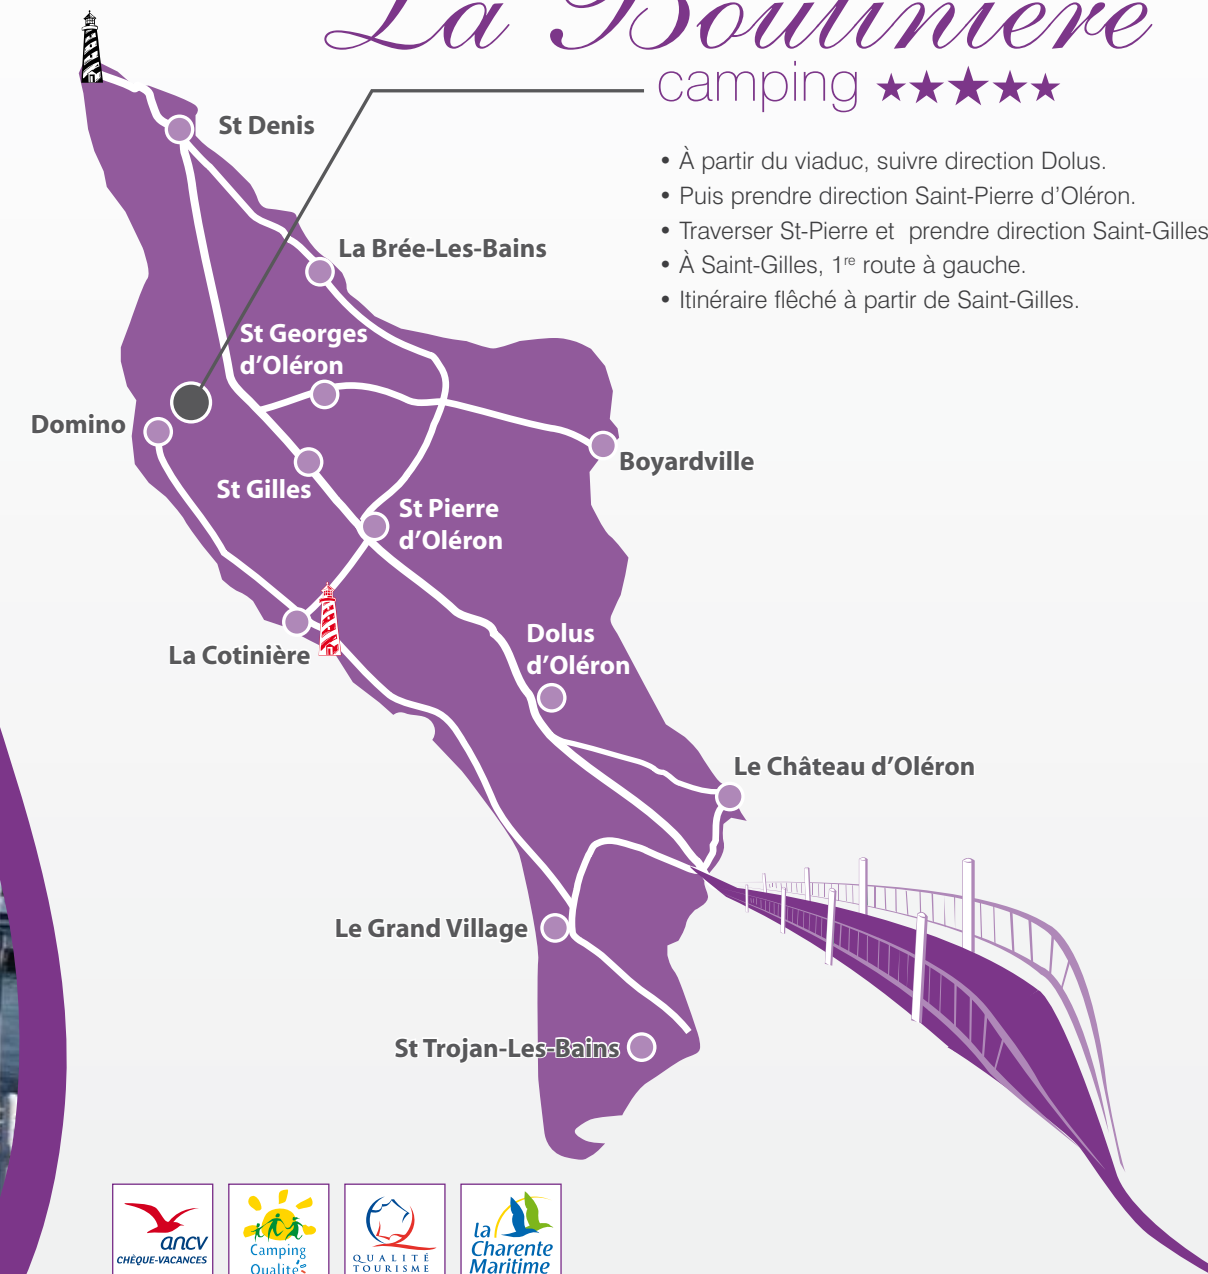 La Boulinière
camping
• À partir du viaduc, suivre direction Dolus.
• Puis prendre direction Saint-Pierre d’Oléron.
• Traverser St-Pierre et  prendre direction Saint-Gilles
• À Saint-Gilles, 1re route à gauche.
• Itinéraire flêché à partir de Saint-Gilles.
St Denis
La Brée-Les-Bains
St Georges
d’Oléron
Domino
Boyardville
St Gilles
St Pierre
d’Oléron
La Cotinière
Dolus
d’Oléron
Le Château d’Oléron
Le Grand Village
St Trojan-Les-Bains
ancv
CHÈQUE-VACANCES
Camping
Qualité
QUALITÉ
TOURISME
La
Charente
Maritime